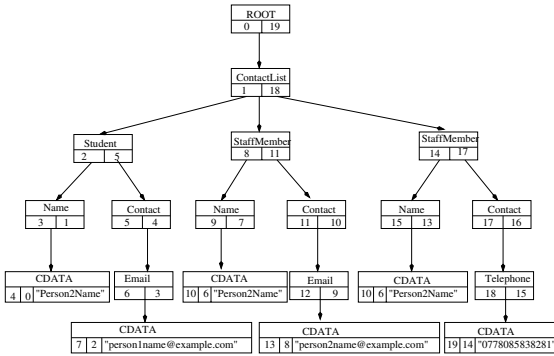 ROOT
0 19
ContactList
1 18
Student
2 5
StaffMember
8 11
StaffMember
14 17
Name
3 1
Contact
5 4
Name
9 7
Contact
11 10
Name
15 13
Contact
17 16
CDATA
4 0 "Person2Name"
Email
6 3
CDATA
10 6 "Person2Name"
Email
12 9
CDATA
10 6 "Person2Name"
Telephone
18 15
CDATA
7 2 "person1name@example.com"
CDATA
13 8 "person2name@example.com"
CDATA
19 14 "0778085838281"